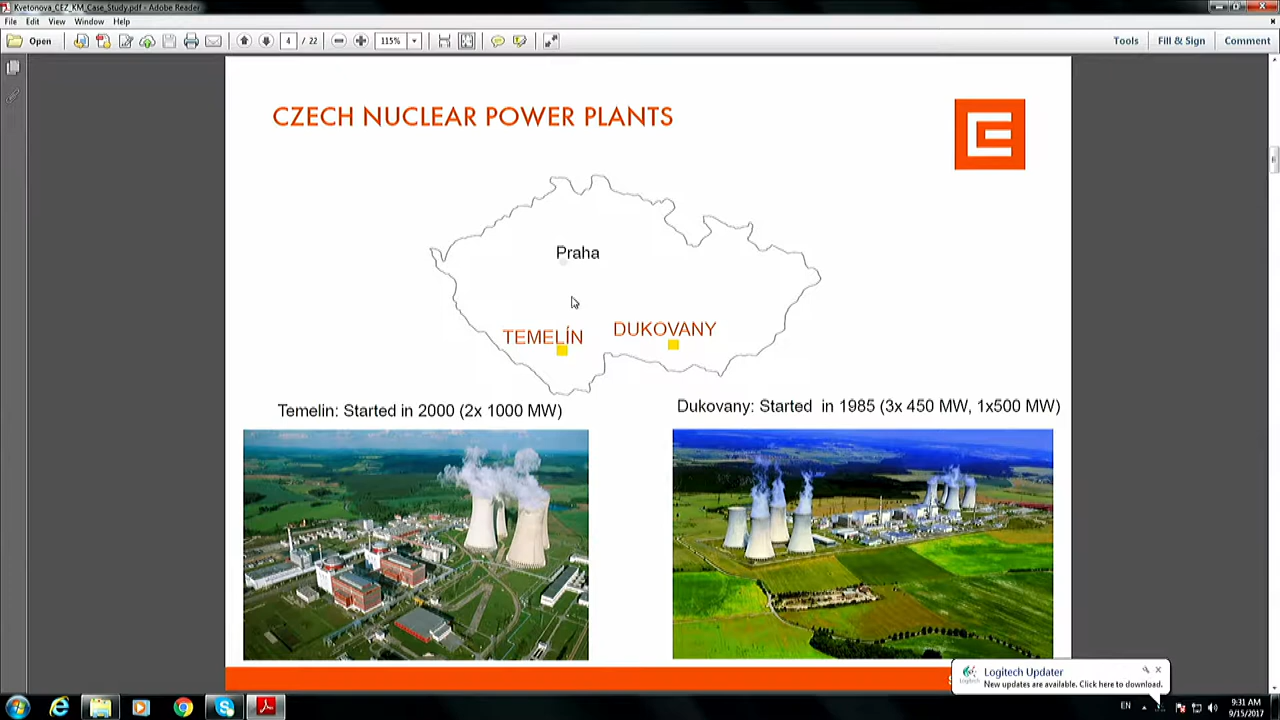 Kvetonova_CEZ_KM_Case_Study.pdf - Adobe Reader
File Edit View Window Help
Open 4 / 22 115% Tools Fill & Sign Comment
CZECH NUCLEAR POWER PLANTS
Praha
TEMELÍN DUKOVANY
Temelin: Started in 2000 (2x 1000 MW)
Dukovany: Started in 1985 (3x 450 MW, 1x500 MW)
Logitech Updater
New updates are available. Click here to download.
EN
9:31 AM
9/15/2017